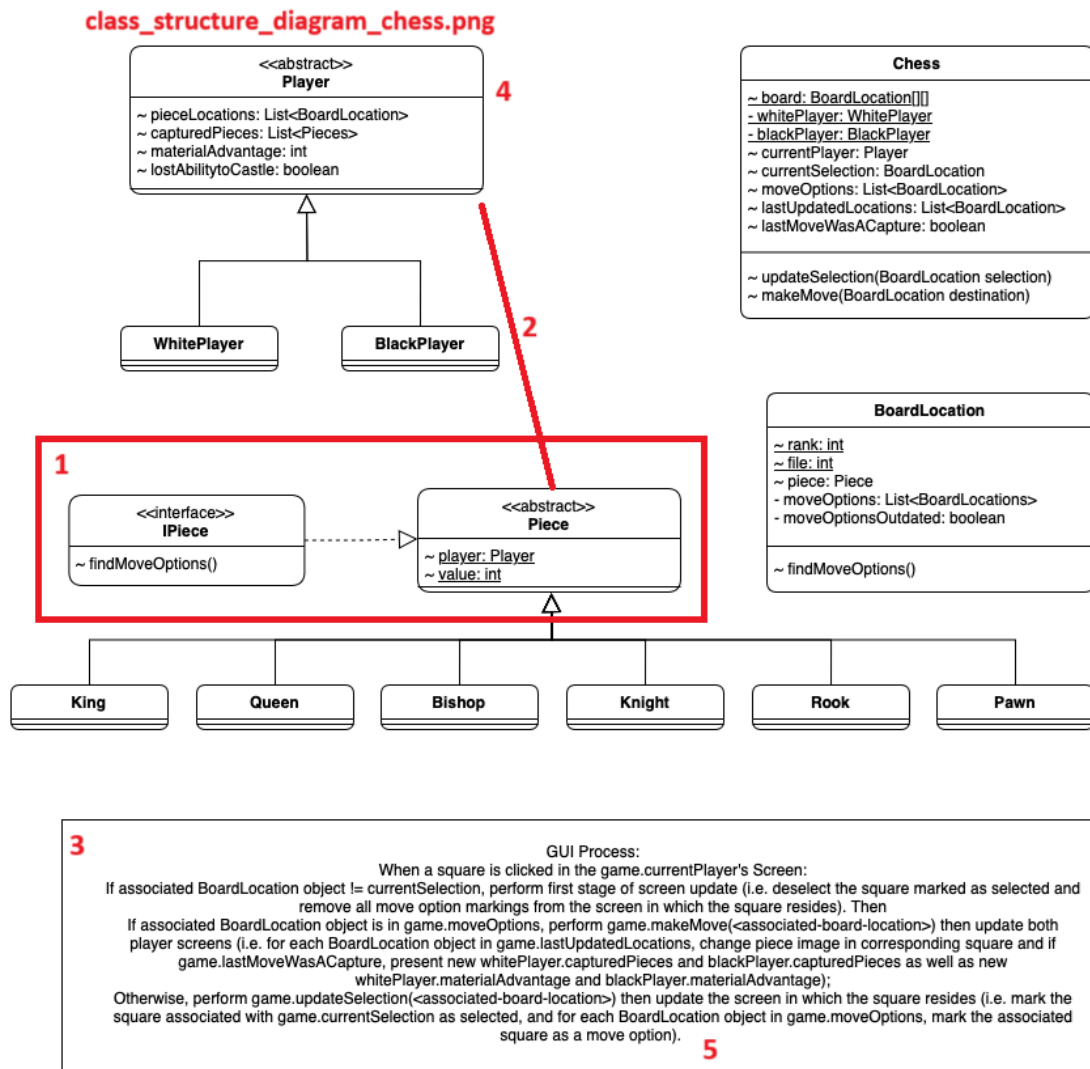 class_structure_diagram_chess.png
<<abstract>>
Player
4
~ pieceLocations: List<BoardLocation>
~ capturedPieces: List<Pieces>
~ materialAdvantage: int
~ lostAbilitytoCastle: boolean
Chess
~ board: BoardLocation[][]
- whitePlayer: WhitePlayer
- blackPlayer: BlackPlayer
~ currentPlayer: Player
~ currentSelection: BoardLocation
~ moveOptions: List<BoardLocation>
~ lastUpdatedLocations: List<BoardLocation>
~ lastMoveWasACapture: boolean
~ updateSelection(BoardLocation selection)
~ makeMove(BoardLocation destination)
2
WhitePlayer
BlackPlayer
BoardLocation
~ rank: int
~ file: int
~ piece: Piece
- moveOptions: List<BoardLocations>
- moveOptionsOutdated: boolean
~ findMoveOptions()
1
<<interface>>
IPiece
~ findMoveOptions()
<<abstract>>
Piece
~ player: Player
~ value: int
King
Queen
Bishop
Knight
Rook
Pawn
3
GUI Process:
When a square is clicked in the game.currentPlayer's Screen:
If associated BoardLocation object != currentSelection, perform first stage of screen update (i.e. deselect the square marked as selected and
remove all move option markings from the screen in which the square resides). Then
If associated BoardLocation object is in game.moveOptions, perform game.makeMove(<associated-board-location>) then update both
player screens (i.e. for each BoardLocation object in game.lastUpdatedLocations, change piece image in corresponding square and if
game.lastMoveWasACapture, present new whitePlayer.capturedPieces and blackPlayer.capturedPieces as well as new
whitePlayer.materialAdvantage and blackPlayer.materialAdvantage);
Otherwise, perform game.updateSelection(<associated-board-location>) then update the screen in which the square resides (i.e. mark the
square associated with game.currentSelection as selected, and for each BoardLocation object in game.moveOptions, mark the associated
square as a move option).
5